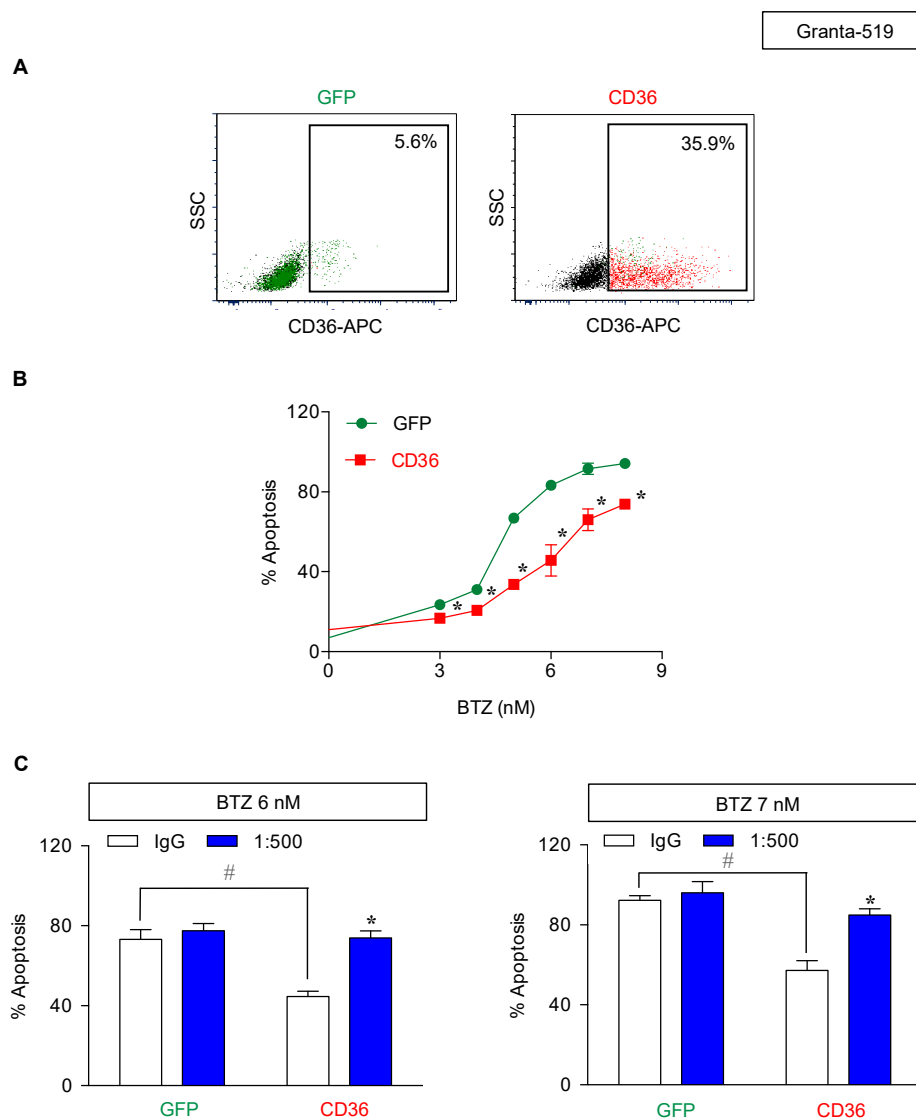 Granta-519
A
GFP
CD36
5.6%
35.9%
SSC
SSC
CD36-APC
CD36-APC
B
120
80
40
0
% Apoptosis
GFP
CD36
* * * * * *
0 3 6 9
BTZ (nM)
C
BTZ 6 nM
IgG 1:500
#
*
120
80
40
0
% Apoptosis
GFP CD36
BTZ 7 nM
IgG 1:500
#
*
120
80
40
0
% Apoptosis
GFP CD36